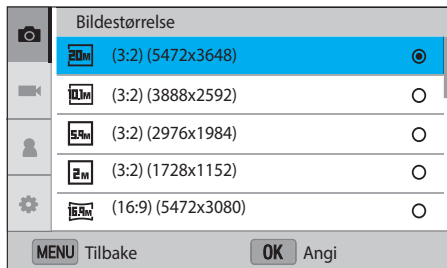 Bildestørrelse
20M (3:2) (5472x3648)
10.1M (3:2) (3888x2592)
5.9M (3:2) (2976x1984)
2M (3:2) (1728x1152)
16.9M (16:9) (5472x3080)
MENU Tilbake OK Angi